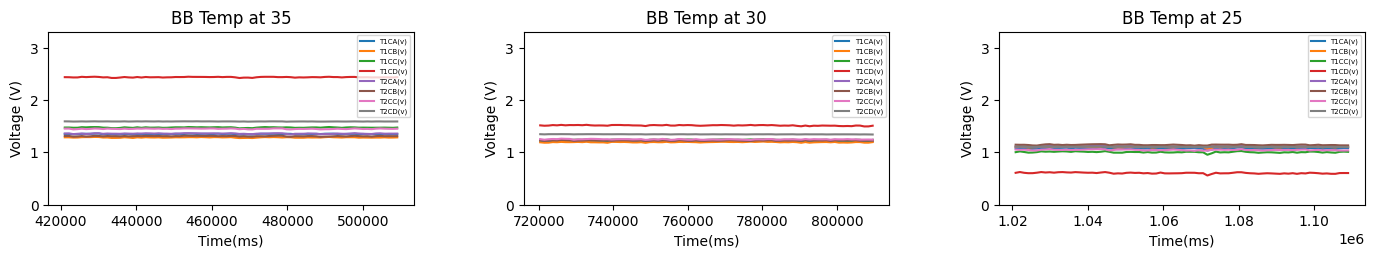 BB Temp at 35
Voltage (V)
3
2
1
0
T1CA(v)
T1CB(v)
T1CC(v)
T1CD(v)
T2CA(v)
T2CB(v)
T2CC(v)
T2CD(v)
420000 440000 460000 480000 500000
Time(ms)
BB Temp at 30
Voltage (V)
3
2
1
0
T1CA(v)
T1CB(v)
T1CC(v)
T1CD(v)
T2CA(v)
T2CB(v)
T2CC(v)
T2CD(v)
720000 740000 760000 780000 800000
Time(ms)
BB Temp at 25
Voltage (V)
3
2
1
0
T1CA(v)
T1CB(v)
T1CC(v)
T1CD(v)
T2CA(v)
T2CB(v)
T2CC(v)
T2CD(v)
1.02 1.04 1.06 1.08 1.10
1e6
Time(ms)